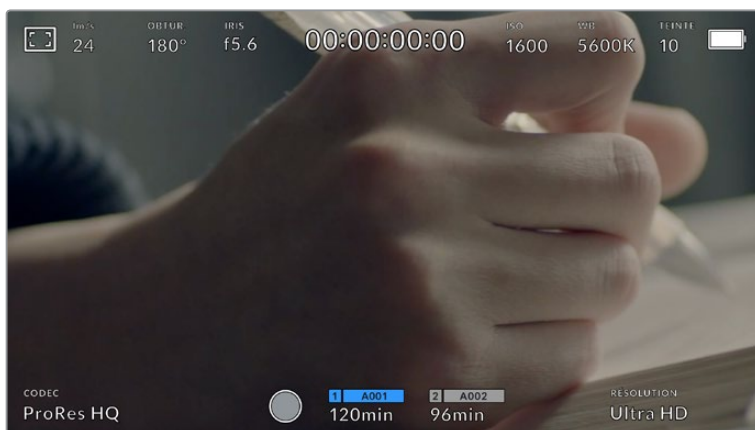 Im/s OBTUR. IRIS ISO WB TEINTE
24 180° f5.6 00:00:00:00 1600 5600K 10
CODEC 1 A001 2 A002 RÉSOLUTION
ProRes HQ 120min 96min Ultra HD